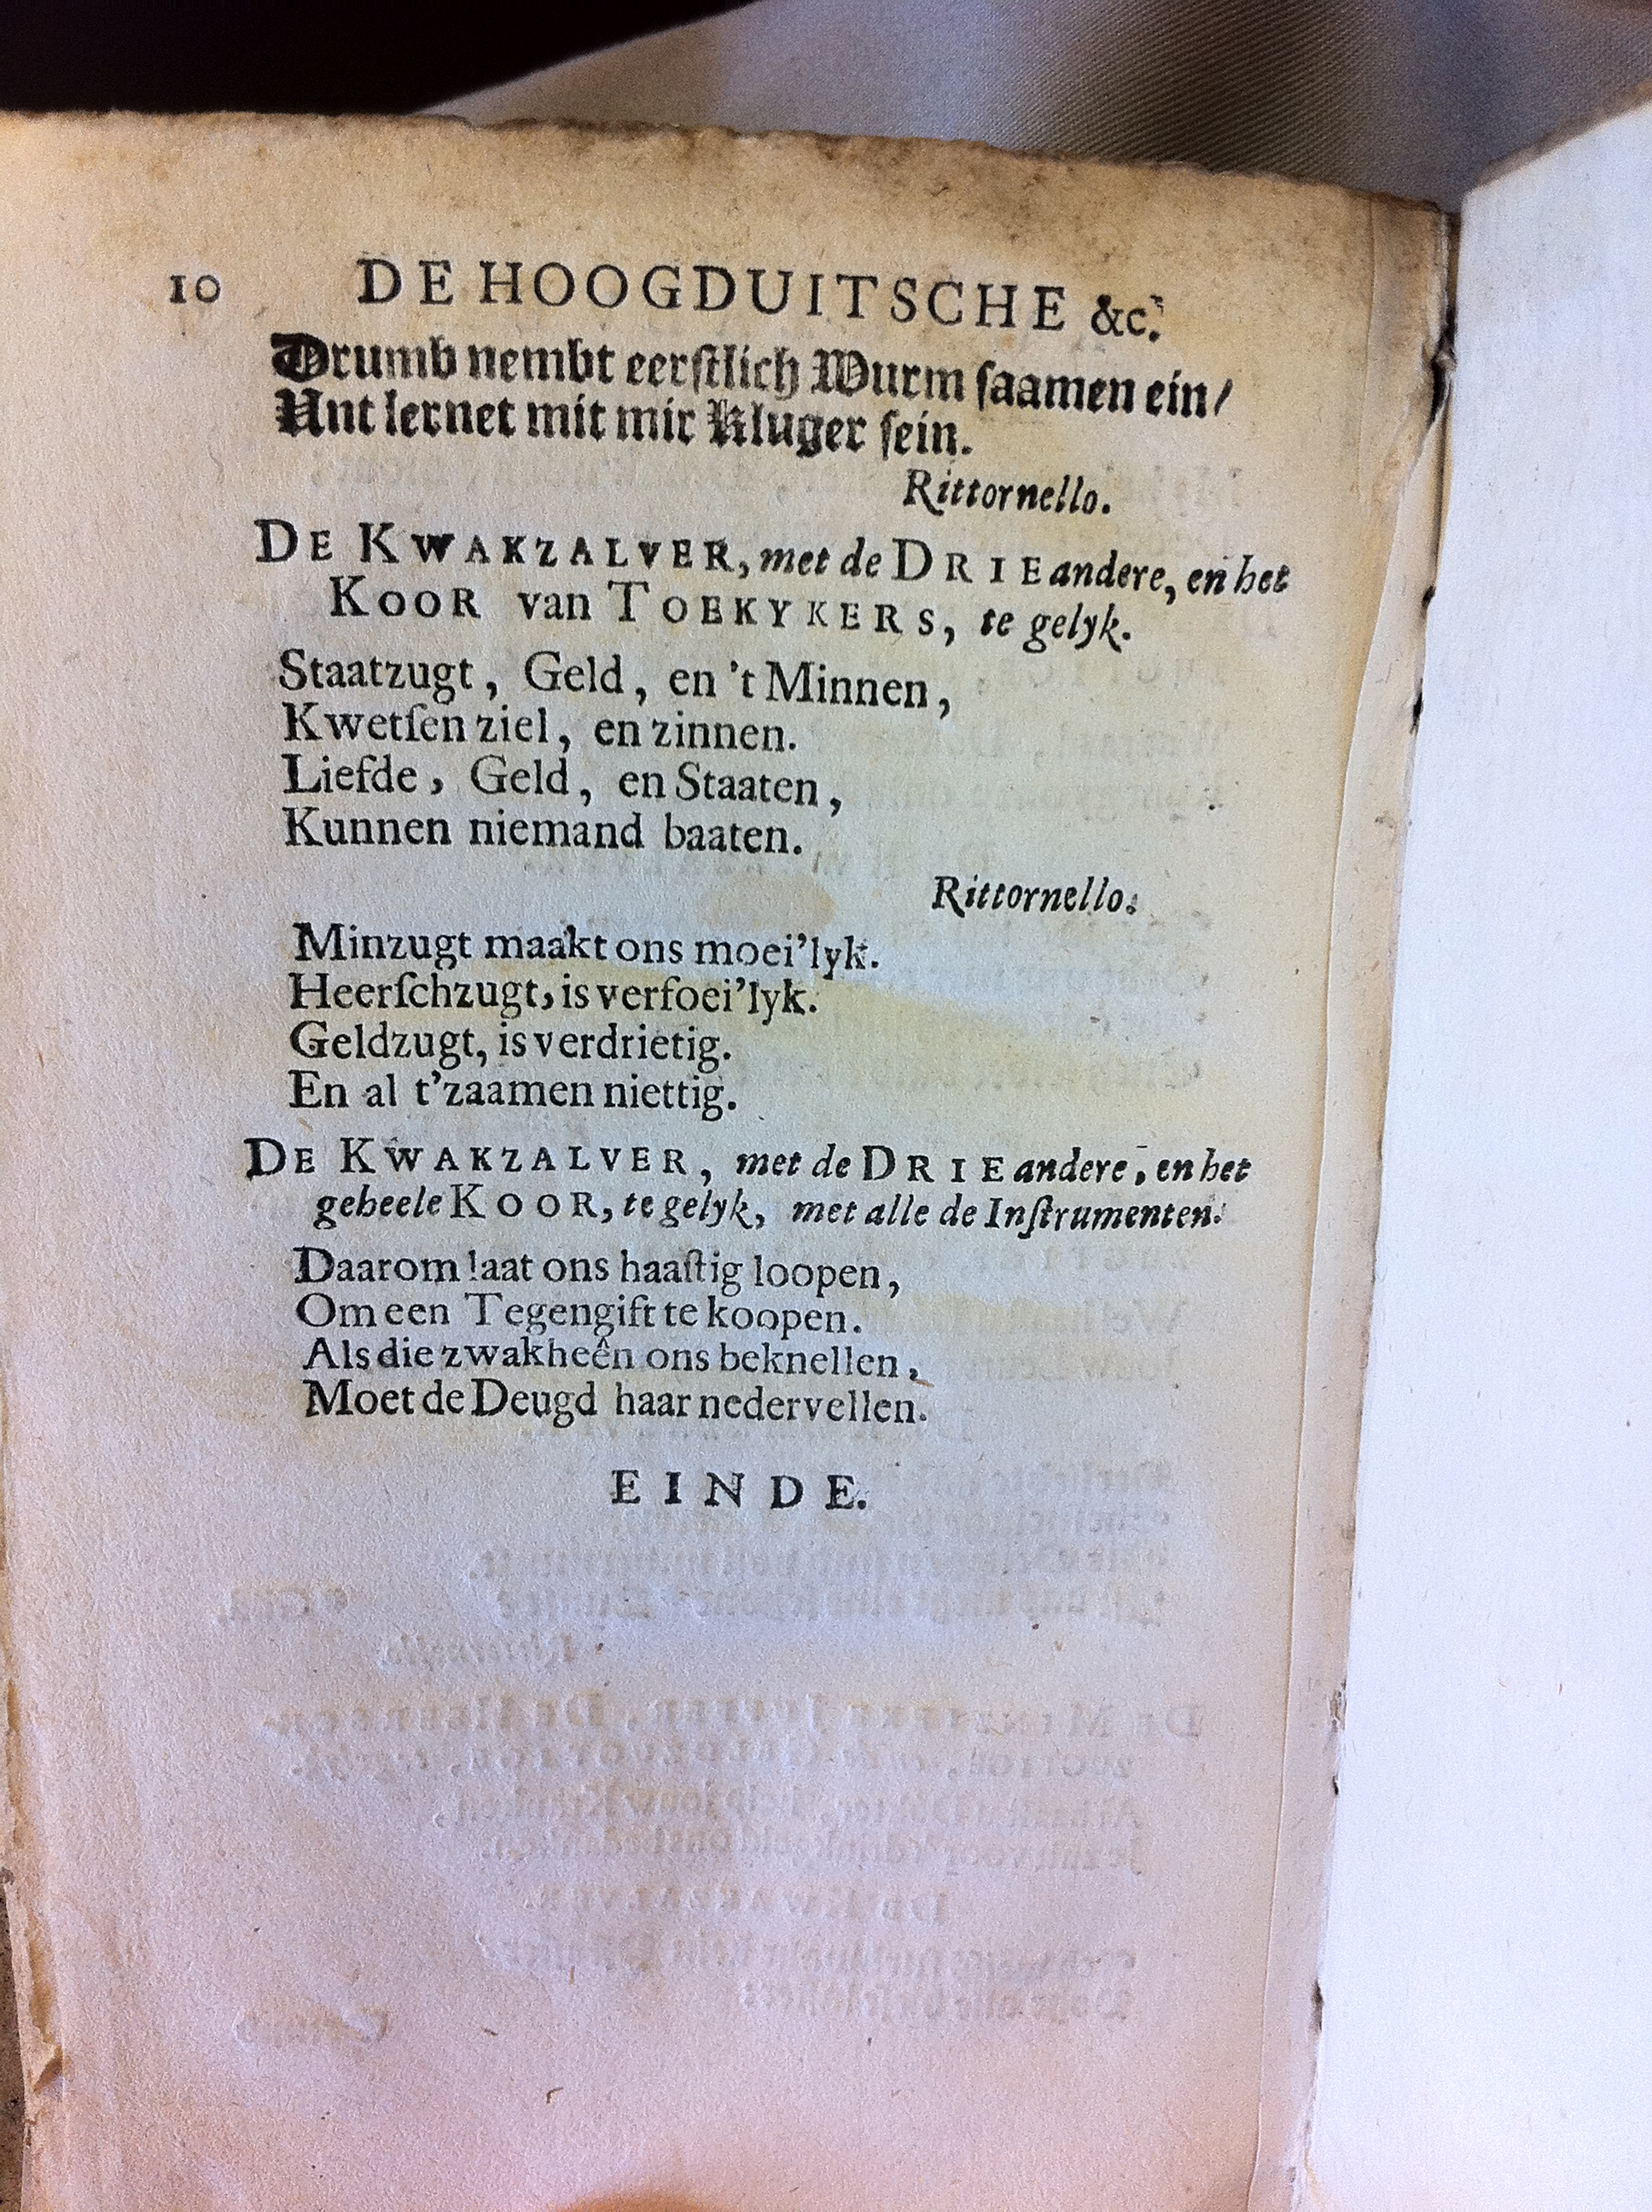 10 DE HOOGDUITSCHE &c.
Drumb nembt eerſtlich Wurm ſaamen ein/
Unt lernet mit mir Kluger ſein.
Rittornello.
DE KWAKZALVER, met de DRIE andere, en het
KOOR van TOEKYKERS, te gelyk.
Staatzugt, Geld, en 't Minnen,
Kwetſen ziel, en zinnen.
Liefde, Geld, en Staaten,
Kunnen niemand baaten.
Rittornello.
Minzugt maakt ons moei'lyk.
Heerſchzugt, is verfoei'lyk.
Geldzugt, is verdrietig.
En al t'zaamen niettig.
DE KWAKZALVER, met de DRIE andere, en het
geheele KOOR, te gelyk, met alle de Inſtrumenten.
Daarom laat ons haaſtig loopen,
Om een Tegengift te koopen.
Als die zwakheên ons beknellen,
Moet de Deugd haar nedervellen.
EINDE.